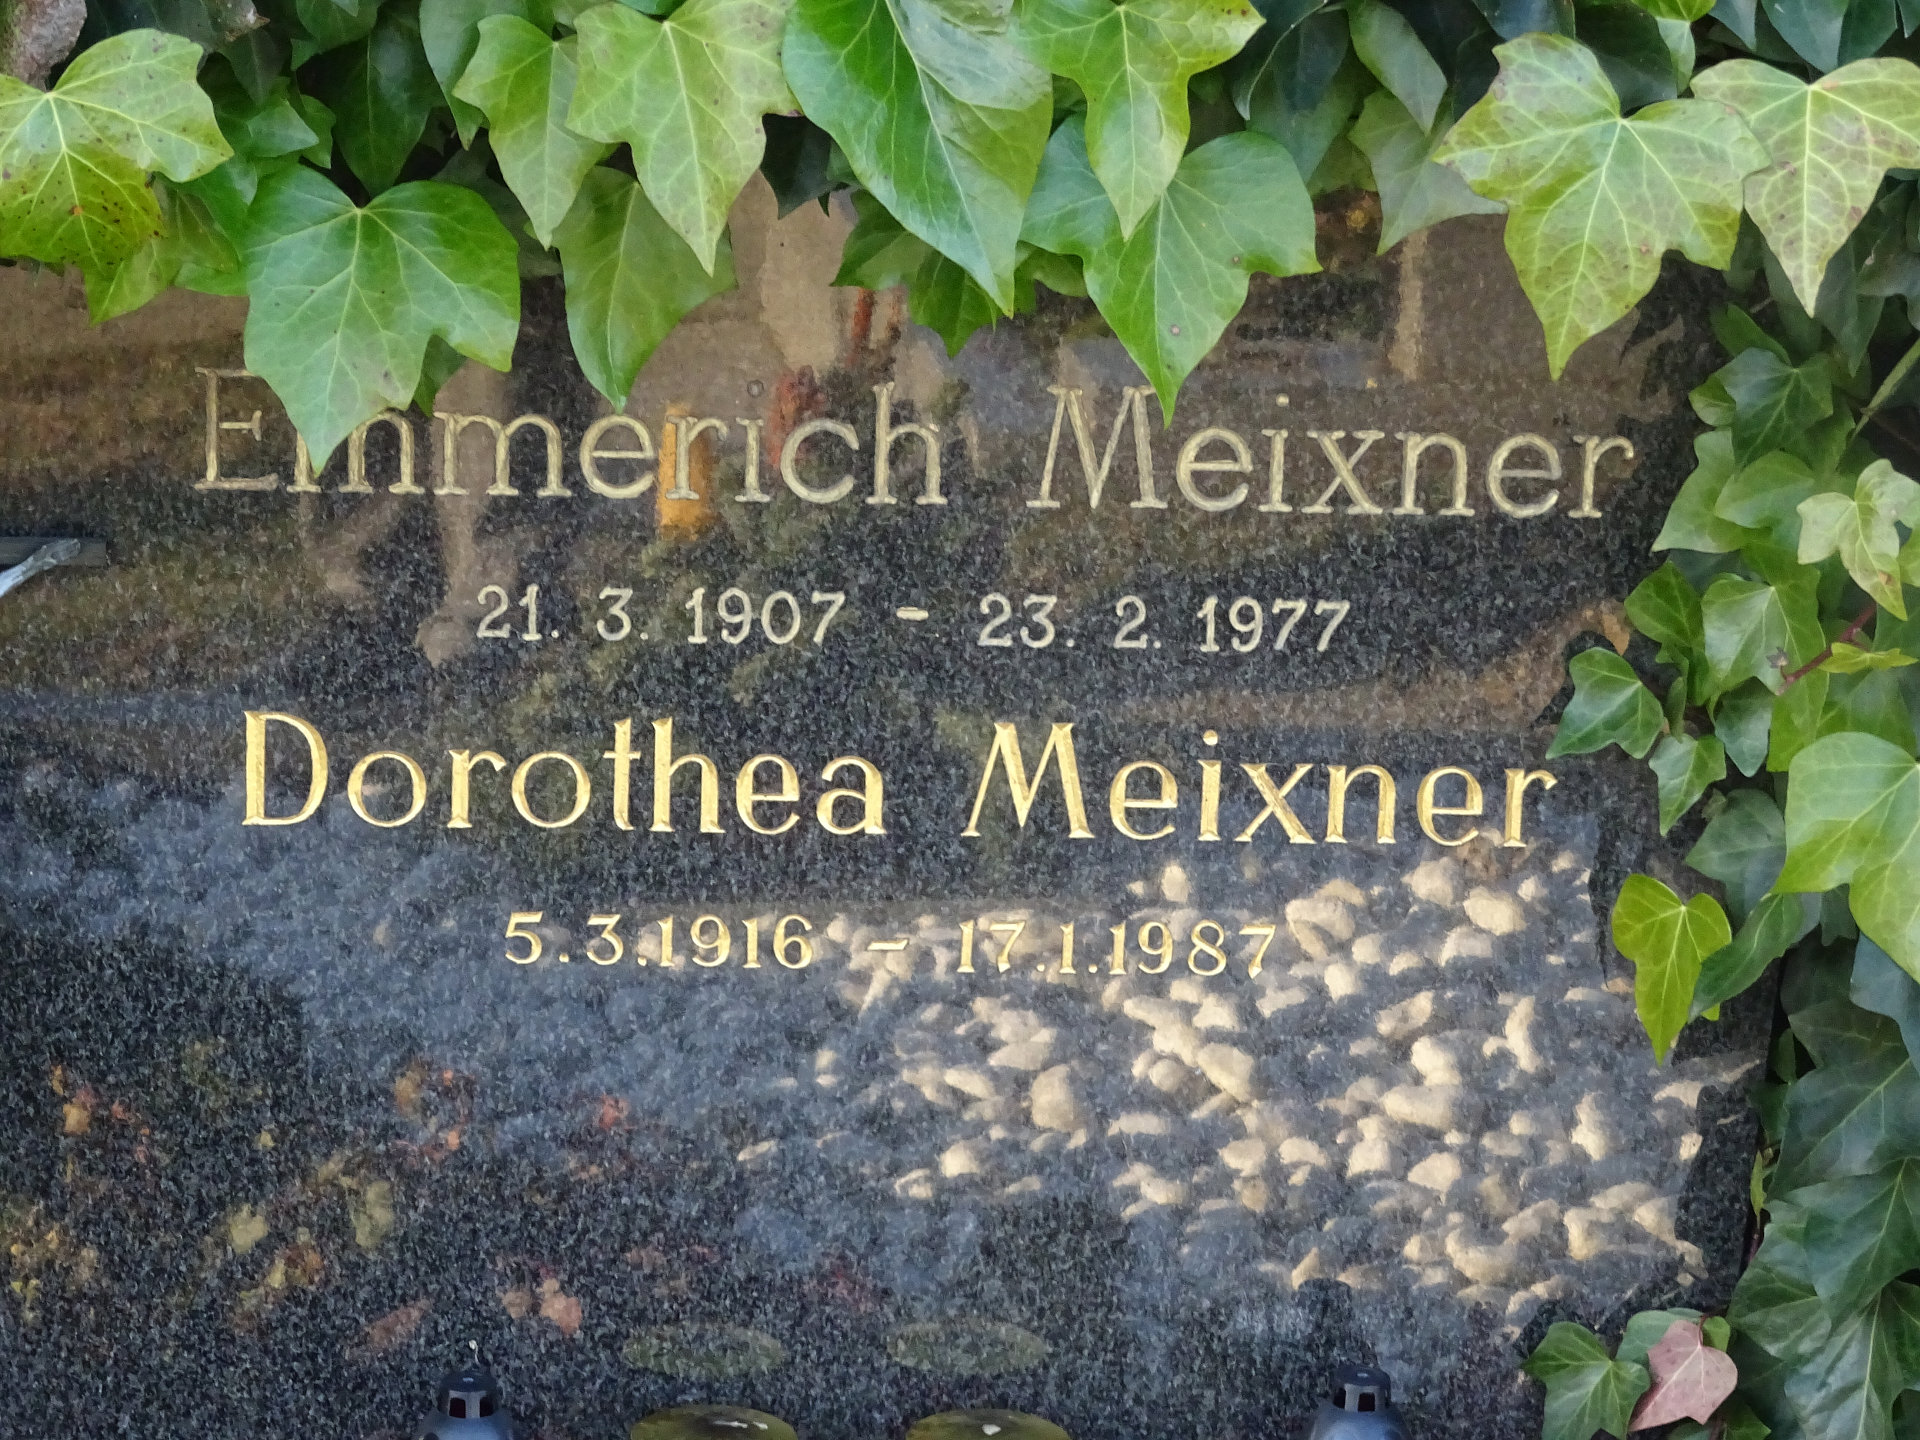 Emmerich Meixner
21. 3. 1907 - 23. 2. 1977
Dorothea Meixner
5.3.1916 - 17.1.1987